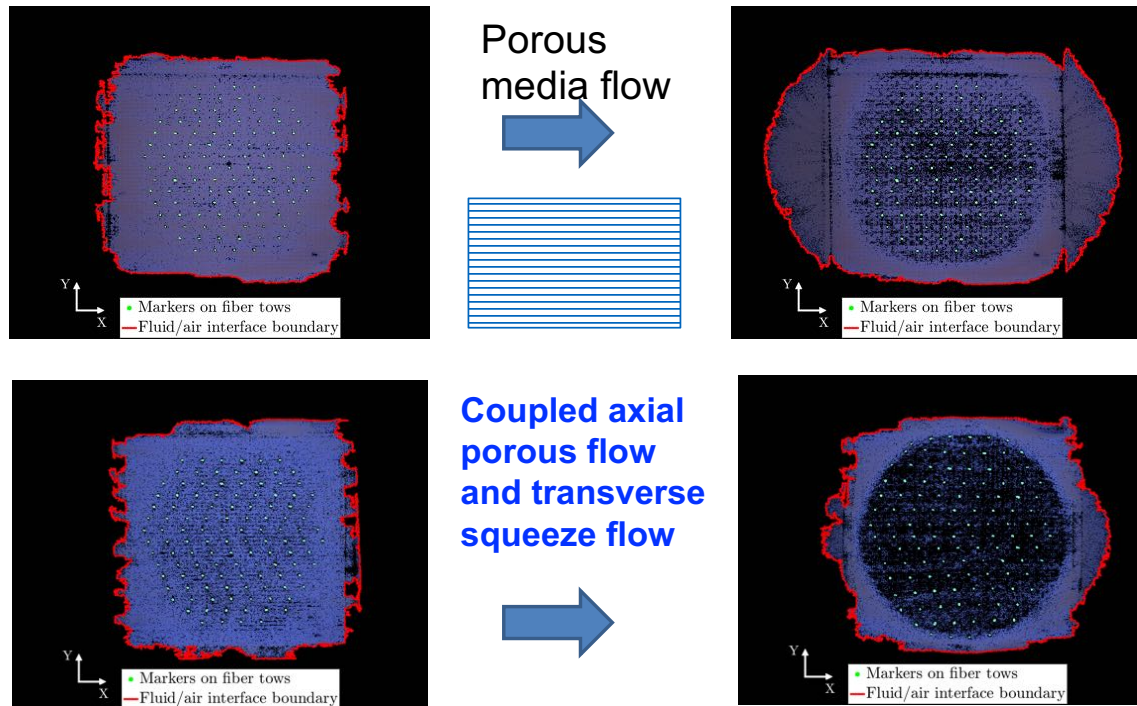 Porous
media flow
Y
X
Markers on fiber tows
Fluid/air interface boundary
Y
X
Markers on fiber tows
Fluid/air interface boundary
Coupled axial
porous flow
and transverse
squeeze flow
Y
X
Markers on fiber tows
Fluid/air interface boundary
Y
X
Markers on fiber tows
Fluid/air interface boundary